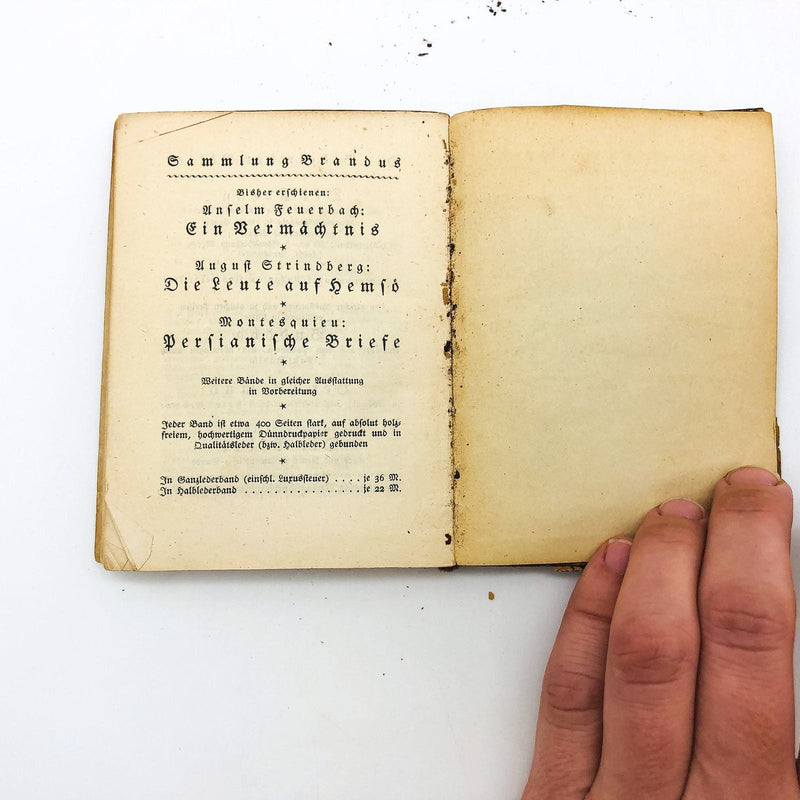 Sammlung Brandus
Bisher erschienen:
Anselm Feuerbach:
Ein Vermächtnis
*
August Strindberg:
Die Leute auf Hemsö
*
Montesquieu:
Persianische Briefe
*
Weitere Bände in gleicher Ausstattung
in Vorbereitung
*
Jeder Band ist etwa 400 Seiten stark, auf absolut holz-
freiem, hochwertigem Dünndruckpapier gedruckt und in
Qualitätsleder (bzw. Halbleder) gebunden
*
In Ganzlederband (einschl. Luxussteuer) . . . . je 36 M.
In Halblederband . . . . . . . . . . . . . . . . . je 22 M.